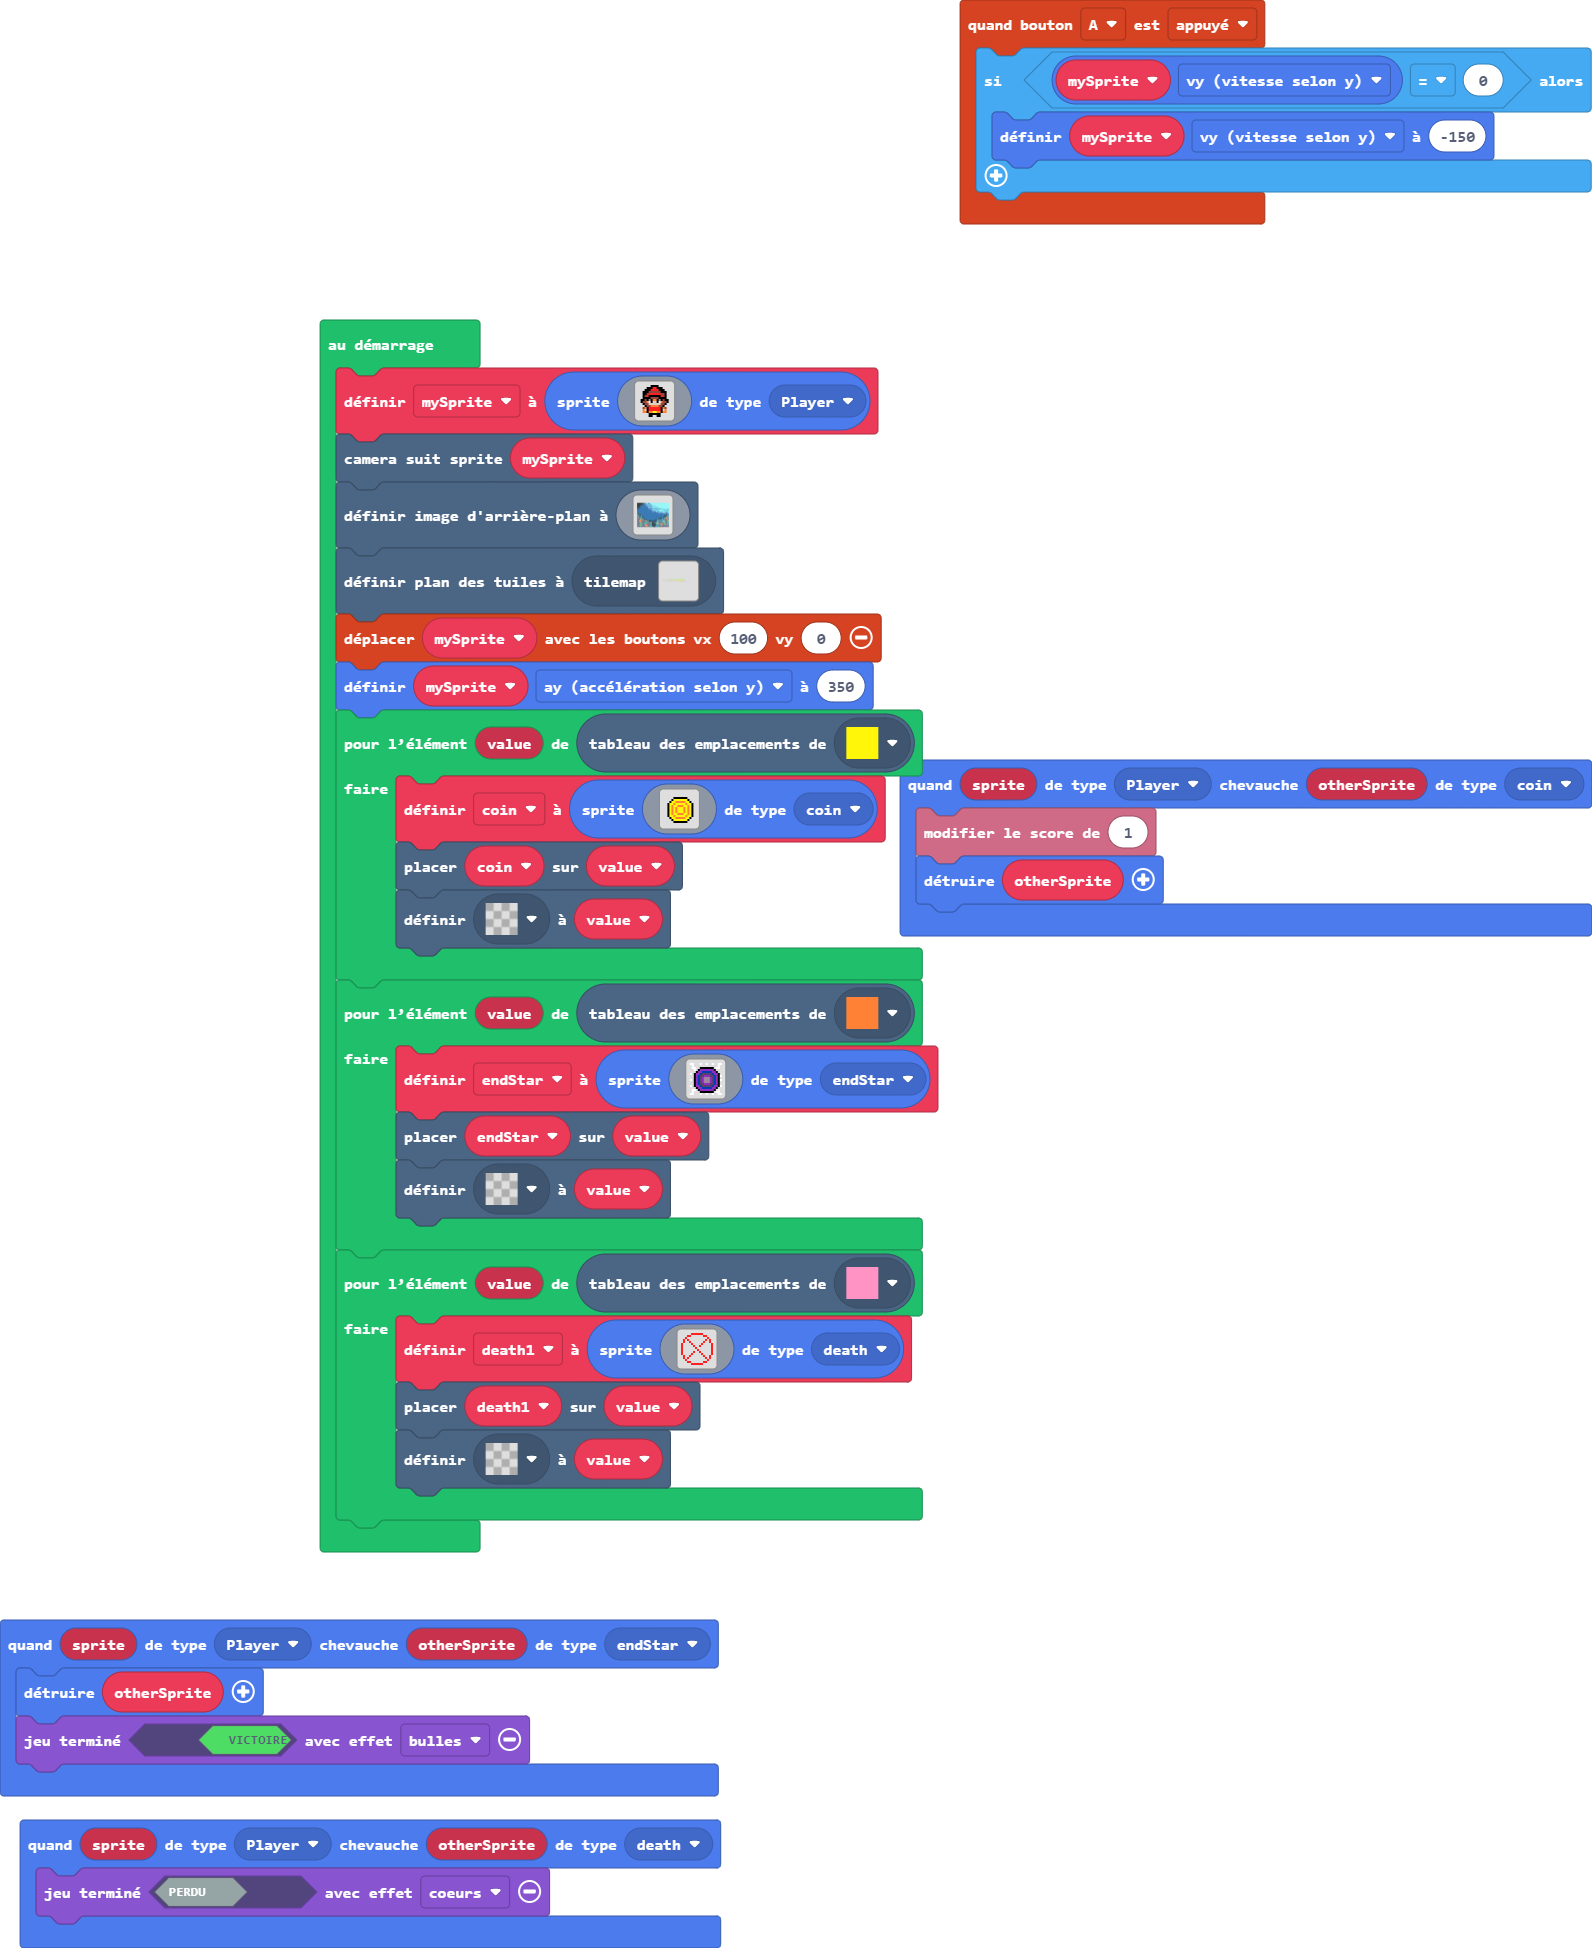 quand bouton A est appuyé
si mySprite vy (vitesse selon y) = 0 alors
définir mySprite vy (vitesse selon y) à -150
au démarrage
définir mySprite à sprite de type Player
camera suit sprite mySprite
définir image d'arrière-plan à
définir plan des tuiles à tilemap
déplacer mySprite avec les boutons vx 100 vy 0
définir mySprite ay (accélération selon y) à 350
pour l’élément value de tableau des emplacements de
faire
définir coin à sprite de type coin
placer coin sur value
définir à value
quand sprite de type Player chevauche otherSprite de type coin
modifier le score de 1
détruire otherSprite
pour l’élément value de tableau des emplacements de
faire
définir endStar à sprite de type endStar
placer endStar sur value
définir à value
pour l’élément value de tableau des emplacements de
faire
définir death1 à sprite de type death
placer death1 sur value
définir à value
quand sprite de type Player chevauche otherSprite de type endStar
détruire otherSprite
jeu terminé VICTOIRE avec effet bulles
quand sprite de type Player chevauche otherSprite de type death
jeu terminé PERDU avec effet coeurs